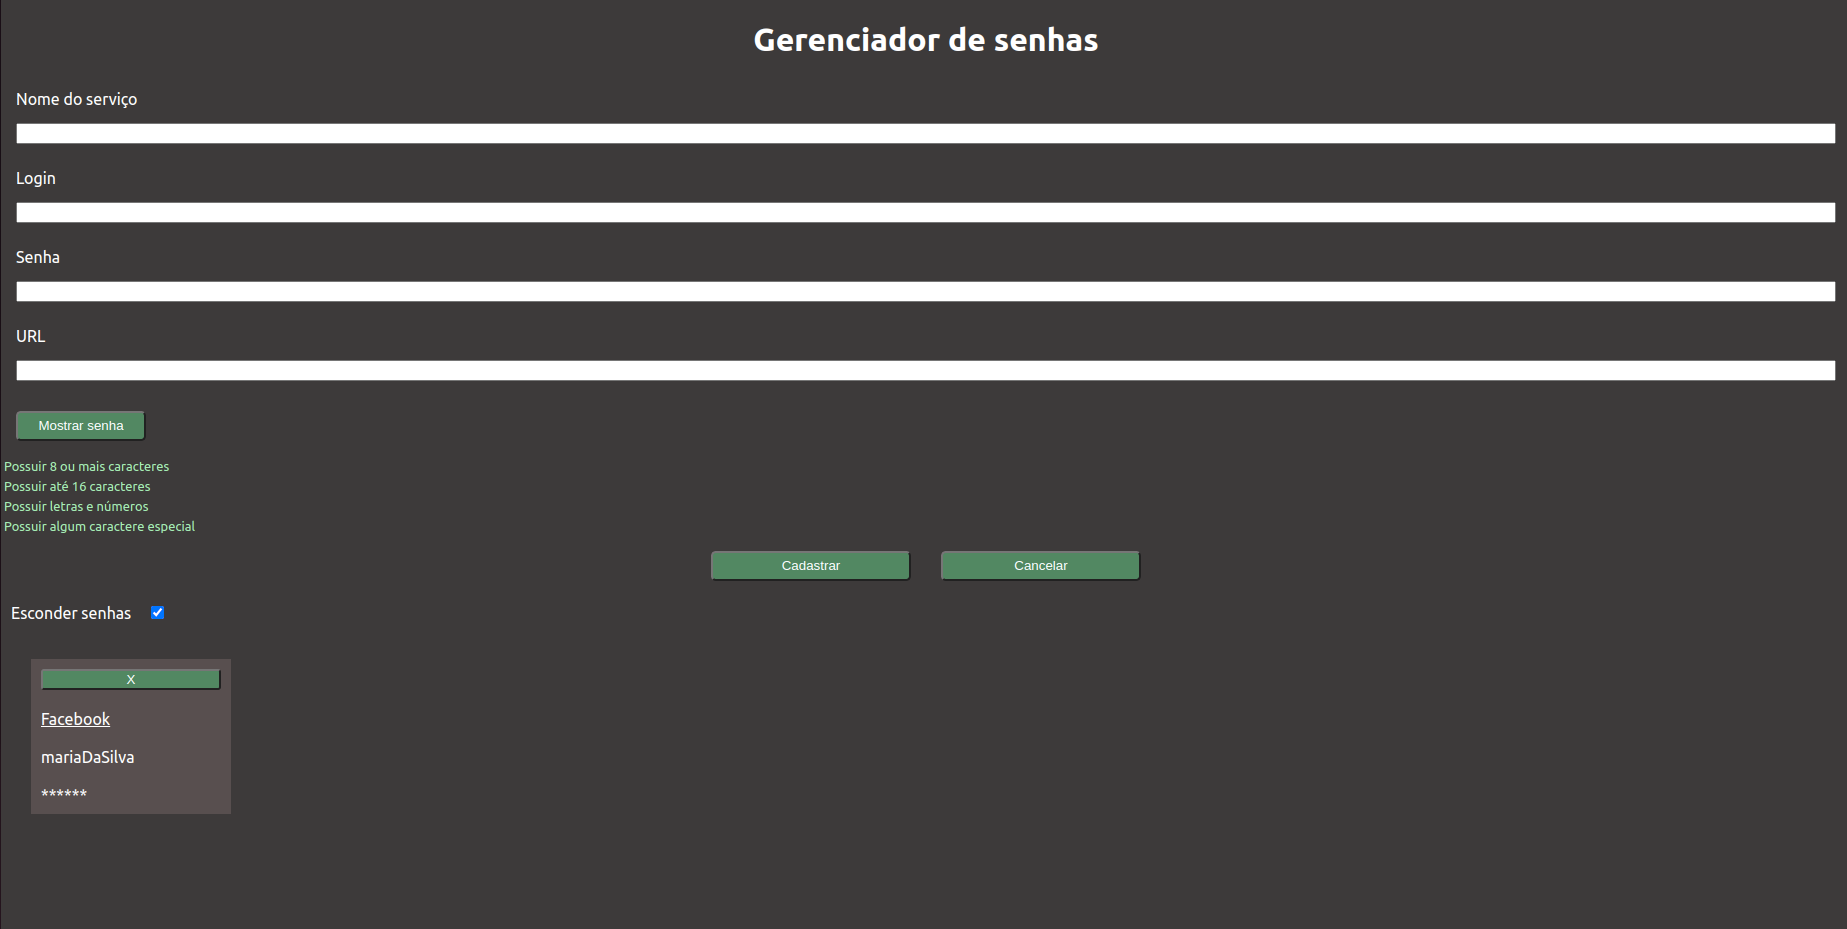 Gerenciador de senhas
Nome do serviço
Login
Senha
URL
Mostrar senha
Possuir 8 ou mais caracteres
Possuir até 16 caracteres
Possuir letras e números
Possuir algum caractere especial
Cadastrar Cancelar
Esconder senhas
X
Facebook
mariaDaSilva
******